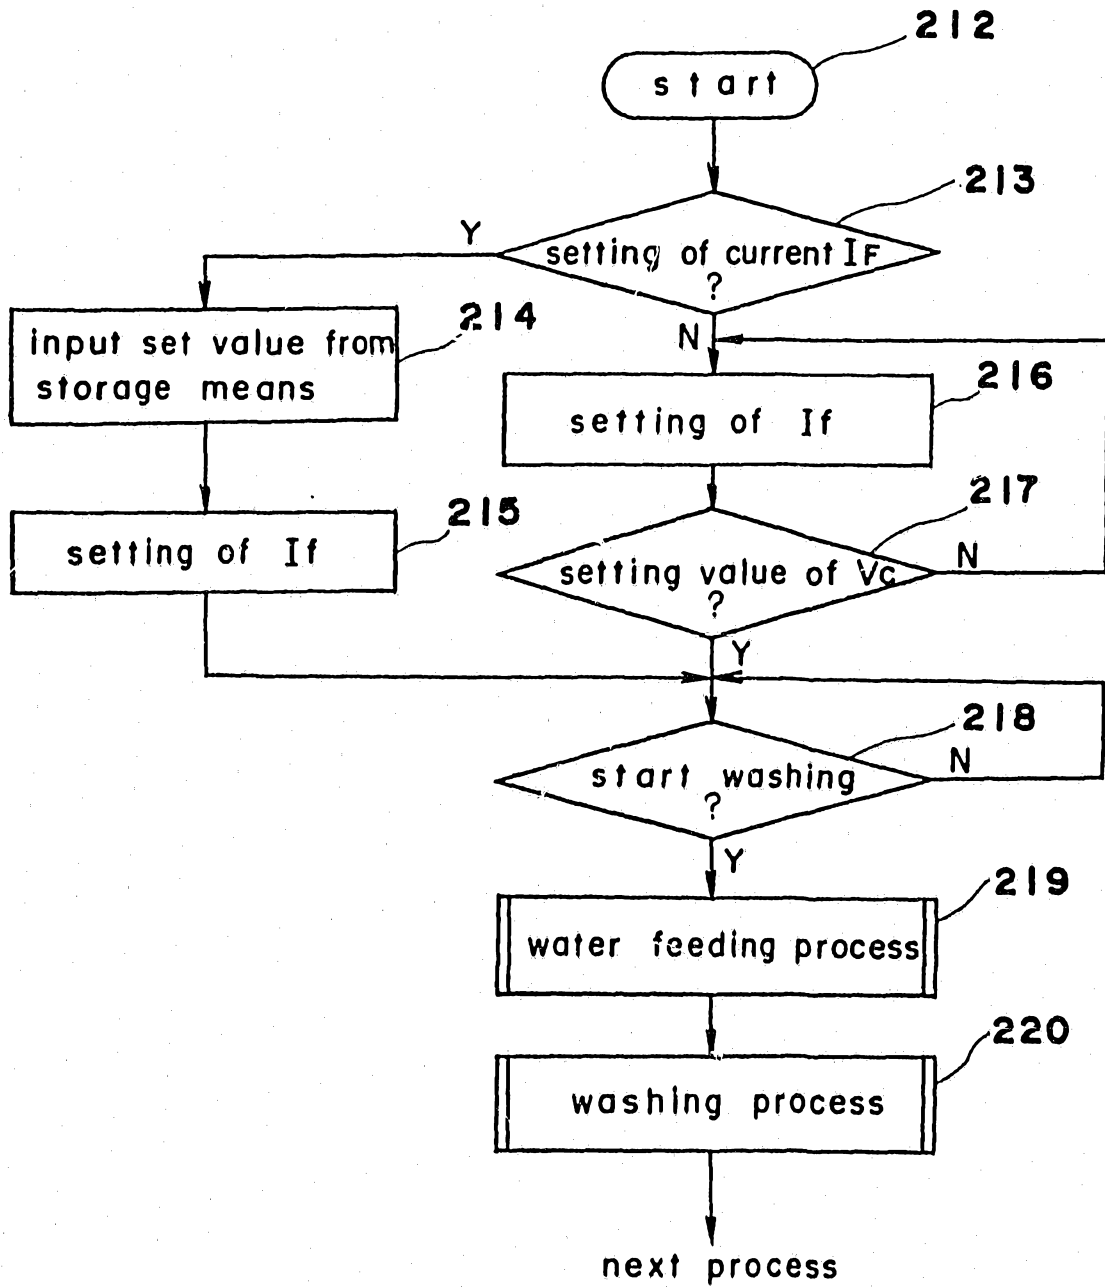 212
start
213
Y
setting of current IF
?
214
input set value from
storage means
N
216
setting of If
215
setting of If
217
setting value of Vc
?
N
Y
218
start washing
?
N
Y
219
water feeding process
220
washing process
next process